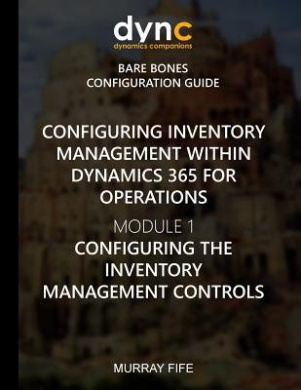 dync
dynamics companions
BARE BONES
CONFIGURATION GUIDE
CONFIGURING INVENTORY
MANAGEMENT WITHIN
DYNAMICS 365 FOR
OPERATIONS
MODULE 1
CONFIGURING THE
INVENTORY
MANAGEMENT CONTROLS
MURRAY FIFE